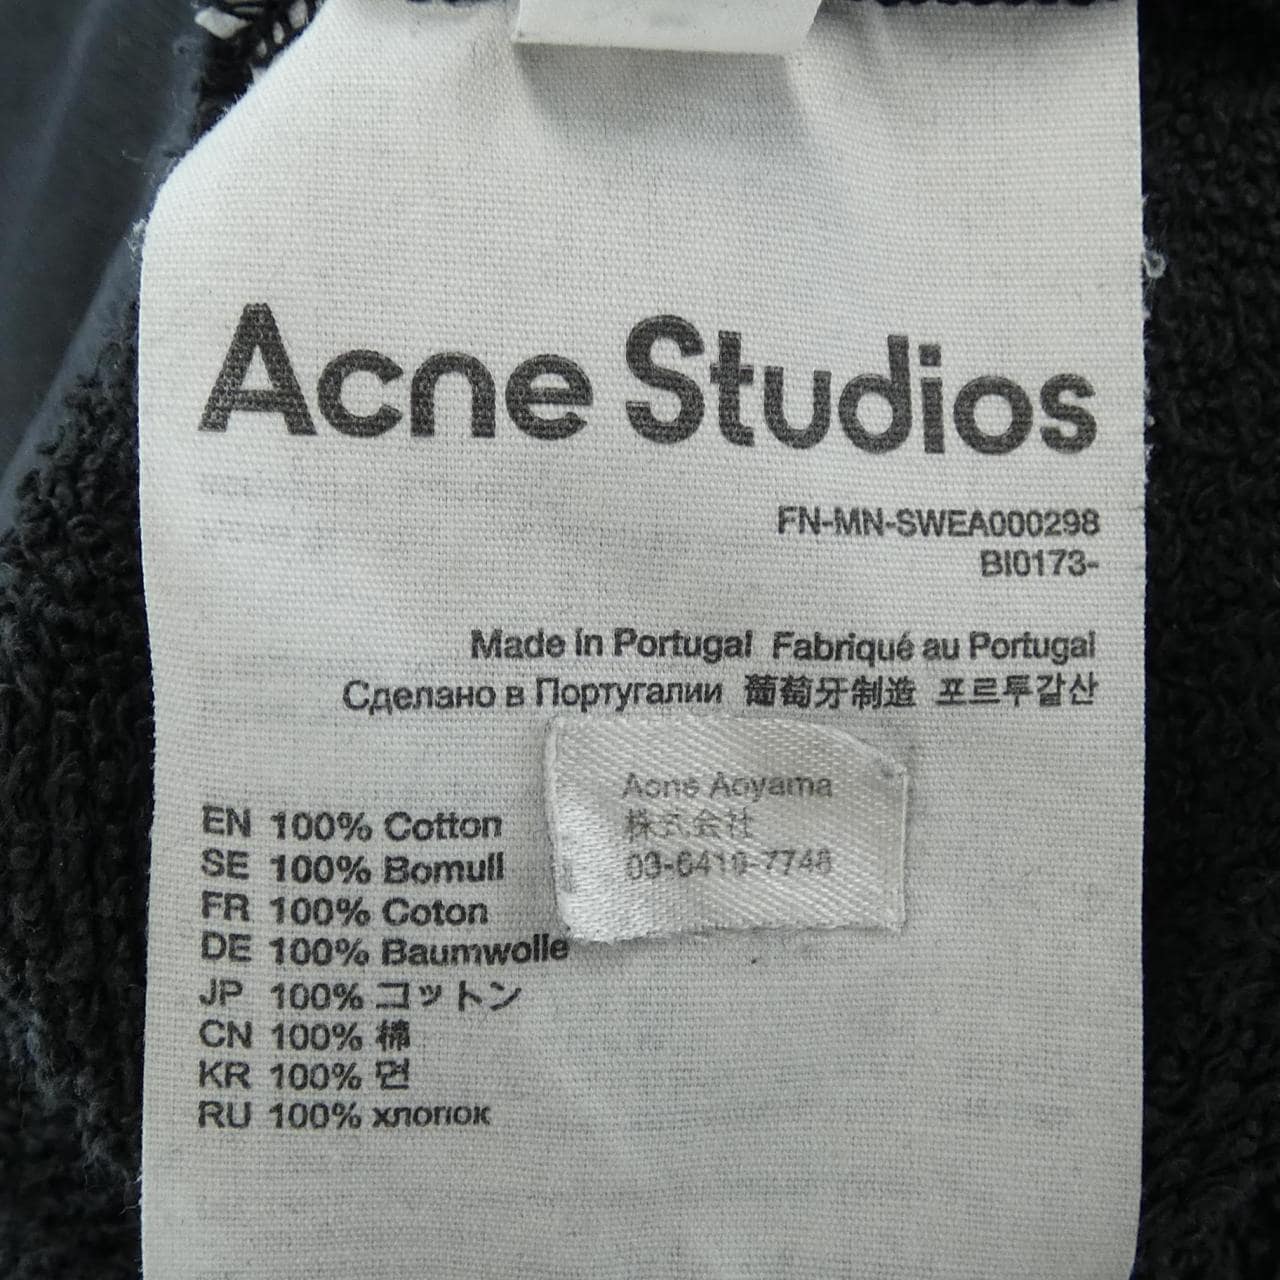 Acne Studios
FN-MN-SWEA000298
BI0173-
Made in Portugal Fabriqué au Portugal
Сделано в Португалии 葡萄牙制造 포르투갈산
Acne Aoyama
株式会社
03-6419-7748
EN 100% Cotton
SE 100% Bomull
FR 100% Coton
DE 100% Baumwolle
JP 100% コットン
CN 100% 棉
KR 100% 면
RU 100% хлопок